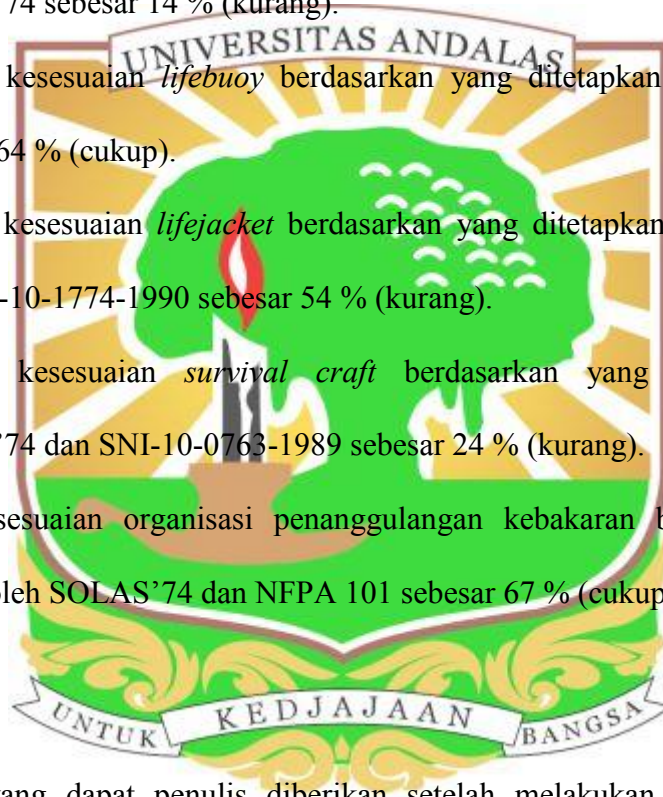 74 sebesar 14 % (kurang).
UNIVERSITAS ANDALAS
kesesuaian lifebuoy berdasarkan yang ditetapkan
64 % (cukup).
kesesuaian lifejacket berdasarkan yang ditetapkan
-10-1774-1990 sebesar 54 % (kurang).
kesesuaian survival craft berdasarkan yang
’74 dan SNI-10-0763-1989 sebesar 24 % (kurang).
sesuaian organisasi penanggulangan kebakaran b
oleh SOLAS’74 dan NFPA 101 sebesar 67 % (cukup
UNTUK KEDJAJAAN BANGSA
yang dapat penulis diberikan setelah melakukan